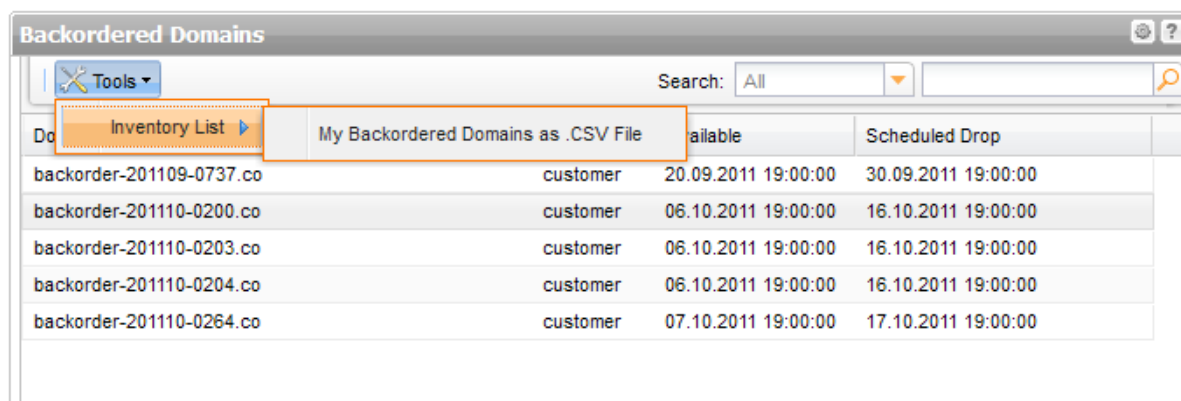 Backordered Domains
Tools Search: All
Inventory List My Backordered Domains as .CSV File
Do ailable Scheduled Drop
backorder-201109-0737.co customer 20.09.2011 19:00:00 30.09.2011 19:00:00
backorder-201110-0200.co customer 06.10.2011 19:00:00 16.10.2011 19:00:00
backorder-201110-0203.co customer 06.10.2011 19:00:00 16.10.2011 19:00:00
backorder-201110-0204.co customer 06.10.2011 19:00:00 16.10.2011 19:00:00
backorder-201110-0264.co customer 07.10.2011 19:00:00 17.10.2011 19:00:00